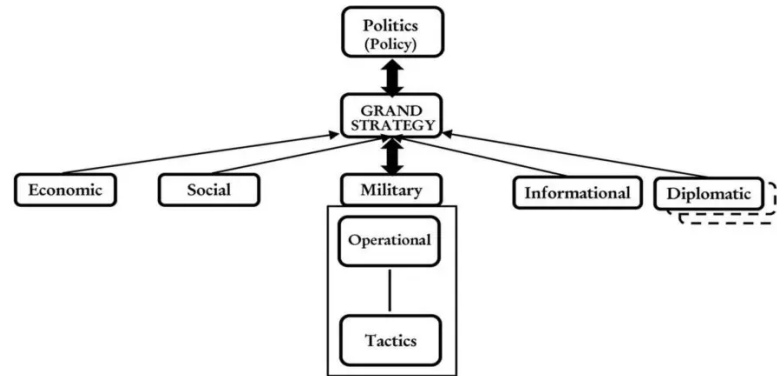 Politics
(Policy)
GRAND
STRATEGY
Economic
Social
Military
Informational
Diplomatic
Operational
Tactics